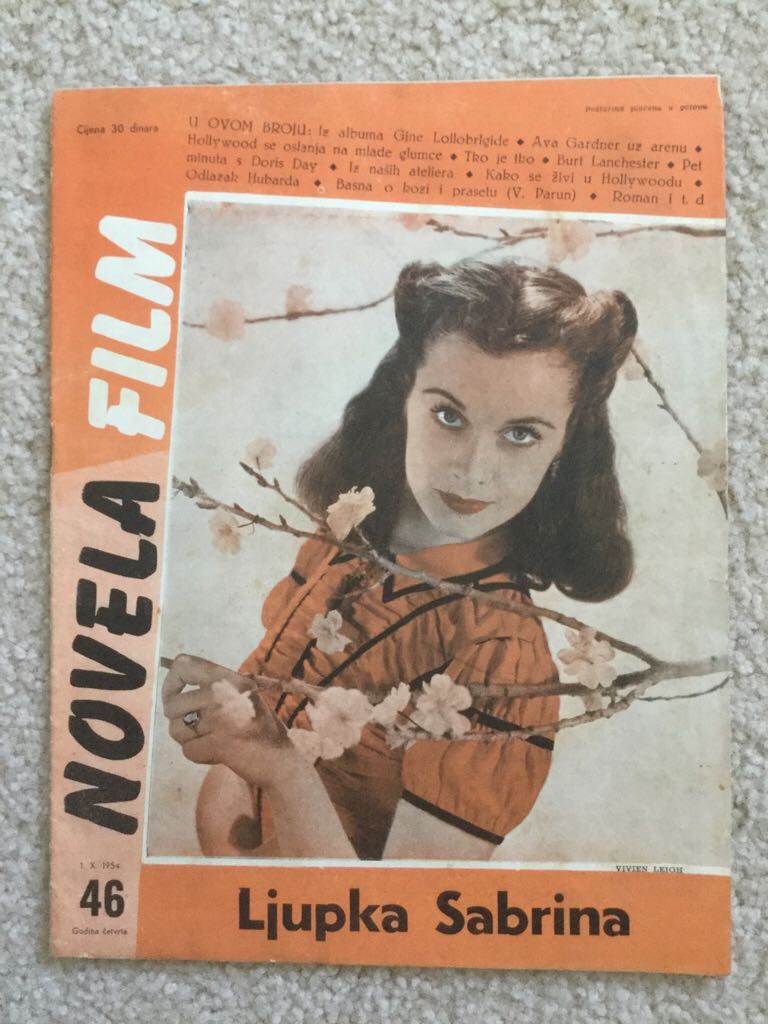 poštarina plaćena u gotovu
Cijena 30 dinara
U OVOM BROJU: Iz albuma Gine Lollobrigide ♦ Ava Gardner uz arenu ♦
Hollywood se oslanja na mlade glumce ♦ Tko je tko ♦ Burt Lanchester ♦ Pet
minuta s Doris Day ♦ Iz naših ateliera ♦ Kako se živi u Hollywoodu ♦
Odlazak Hubarda ♦ Basna o kozi i prasetu (V. Parun) ♦ Roman i t. d
NOVELA FILM
VIVIEN LEIGH
1. X. 1954.
46
Godina četvrta
Ljupka Sabrina